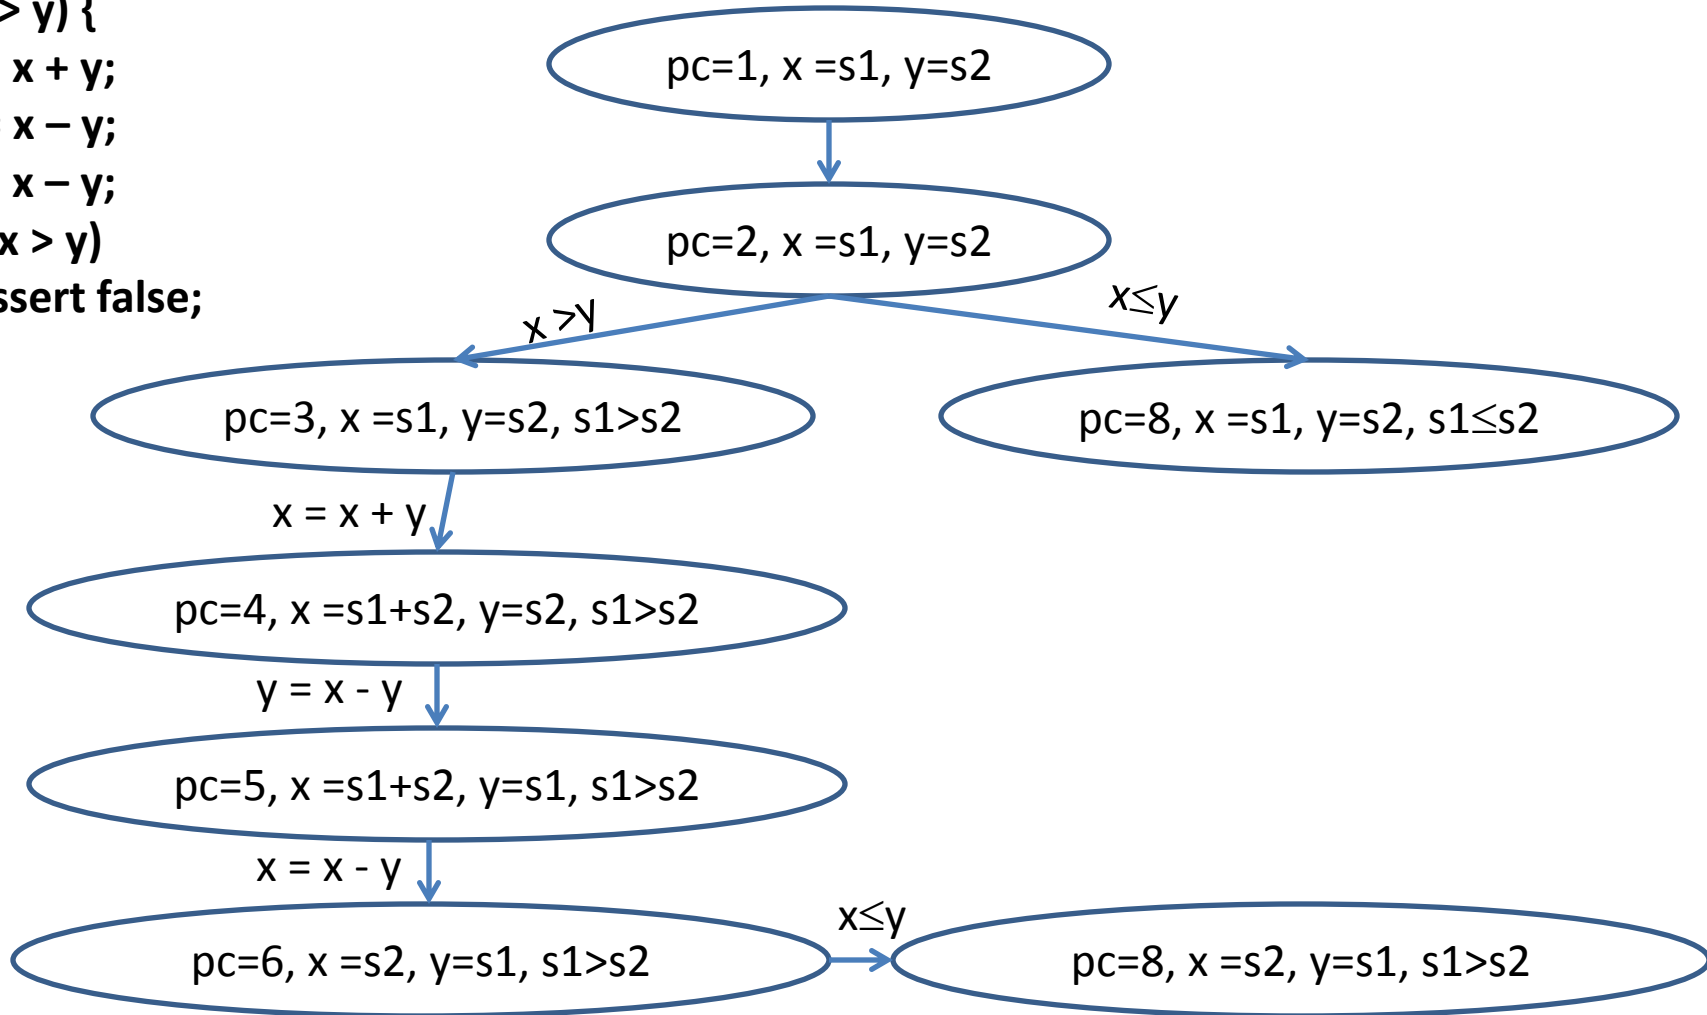 > y) {
x + y;
x – y;
x – y;
x > y)
ssert false;
pc=1, x =s1, y=s2
pc=2, x =s1, y=s2
x >y
x≤y
pc=3, x =s1, y=s2, s1>s2
pc=8, x =s1, y=s2, s1≤s2
x = x + y
pc=4, x =s1+s2, y=s2, s1>s2
y = x - y
pc=5, x =s1+s2, y=s1, s1>s2
x = x - y
x≤y
pc=6, x =s2, y=s1, s1>s2
pc=8, x =s2, y=s1, s1>s2